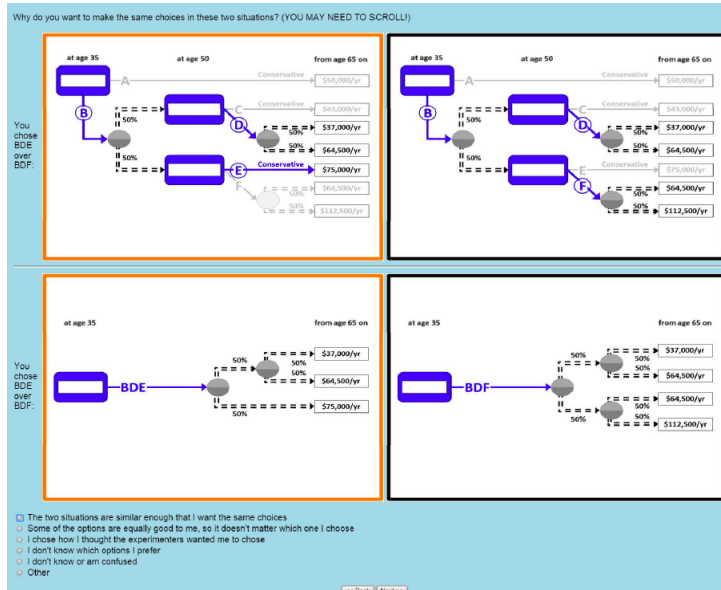 Why do you want to make the same choices in these two situations? (YOU MAY NEED TO SCROLL!)
You
chose
BDE
over
BDF:
at age 35 at age 50 from age 65 on
A Conservative $50,000/yr
B
50%
C Conservative $43,000/yr
D 50% $37,000/yr
50% $64,500/yr
50%
E Conservative $75,000/yr
F 50% $64,500/yr
50% $112,500/yr
at age 35 at age 50 from age 65 on
A Conservative $50,000/yr
B
50%
C Conservative $43,000/yr
D 50% $37,000/yr
50% $64,500/yr
50%
E Conservative $75,000/yr
F 50% $64,500/yr
50% $112,500/yr
You
chose
BDE
over
BDF:
at age 35 from age 65 on
50% 50% $37,000/yr
50% $64,500/yr
BDE
50% $75,000/yr
at age 35 from age 65 on
50% 50% $37,000/yr
50% $64,500/yr
BDF
50% 50% $64,500/yr
50% $112,500/yr
The two situations are similar enough that I want the same choices
Some of the options are equally good to me, so it doesn't matter which one I choose
I chose how I thought the experimenters wanted me to chose
I don't know which options I prefer
I don't know or am confused
Other